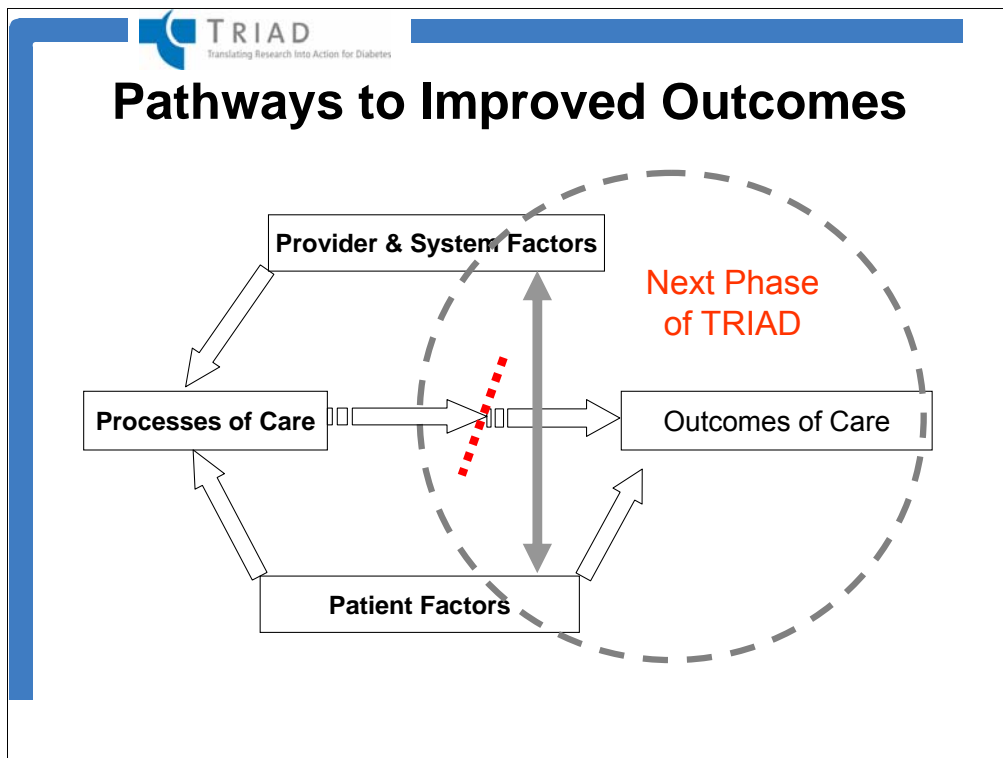 TRIAD
Translating Research Into Action for Diabetes
Pathways to Improved Outcomes
Provider & System Factors
Next Phase
of TRIAD
Processes of Care
Outcomes of Care
Patient Factors